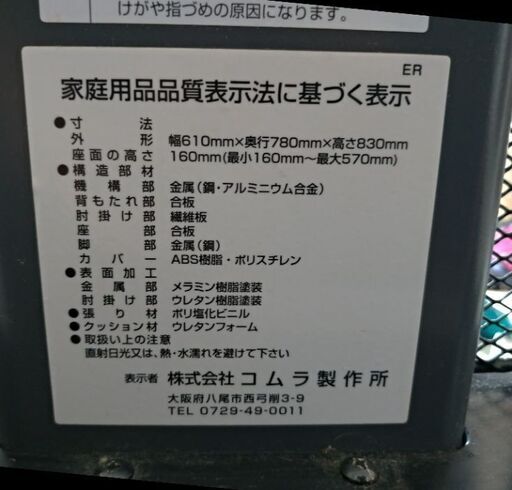 けがや指づめの原因になります。
ER
家庭用品品質表示法に基づく表示
●寸法
外形 幅610mm×奥行780mm×高さ830mm
座面の高さ 160mm(最小160mm～最大570mm)
●構造部材
機構部 金属(鋼・アルミニウム合金)
背もたれ部 合板
肘掛け部 繊維板
座部 合板
脚部 金属(鋼)
カバー ABS樹脂・ポリスチレン
●表面加工
金属部 メラミン樹脂塗装
肘掛け部 ウレタン樹脂塗装
●張り材 ポリ塩化ビニル
●クッション材 ウレタンフォーム
●取扱い上の注意
直射日光又は、熱・水濡れを避けて下さい
表示者 株式会社コムラ製作所
大阪府八尾市西弓削3-9
TEL 0729-49-0011